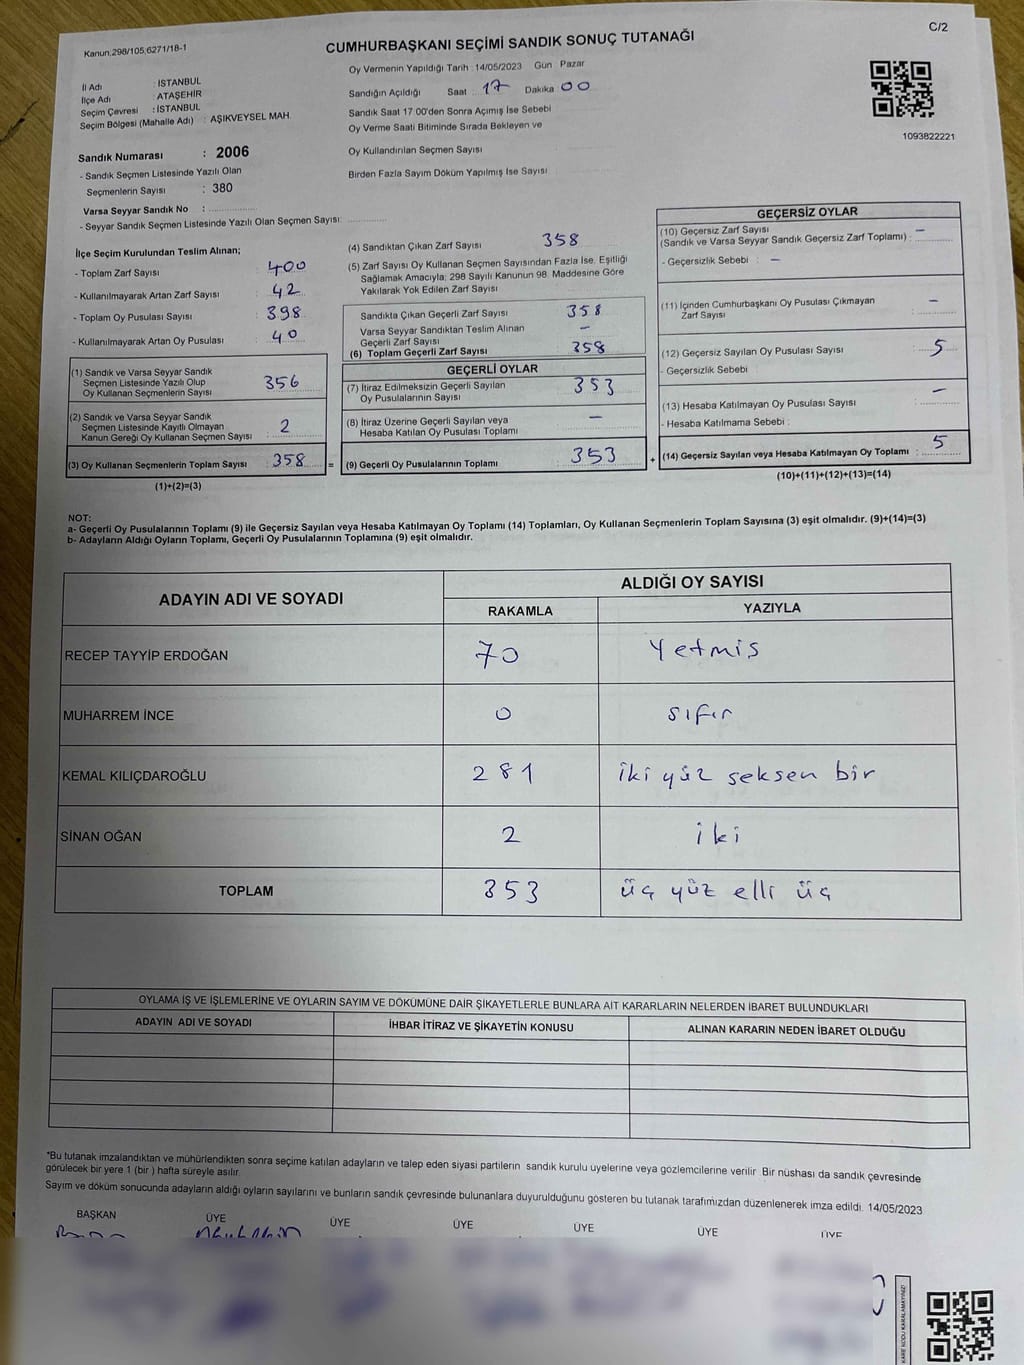 Kanun.298/105,6271/18-1
C/2
CUMHURBAŞKANI SEÇİMİ SANDIK SONUÇ TUTANAĞI
Oy Vermenin Yapıldığı Tarih : 14/05/2023 Gün : Pazar
İl Adı : İSTANBUL
İlçe Adı : ATAŞEHİR
Seçim Çevresi : İSTANBUL
Seçim Bölgesi (Mahalle Adı) : AŞIKVEYSEL MAH.
Sandığın Açıldığı Saat : 17 Dakika 00
Sandık Saat 17:00'den Sonra Açımış İse Sebebi
Oy Verme Saati Bitiminde Sırada Bekleyen ve
Oy Kullandırılan Seçmen Sayısı
Birden Fazla Sayım Döküm Yapılmış İse Sayısı
1093822221
Sandık Numarası : 2006
- Sandık Seçmen Listesinde Yazılı Olan
Seçmenlerin Sayısı : 380
Varsa Seyyar Sandık No :
- Seyyar Sandık Seçmen Listesinde Yazılı Olan Seçmen Sayısı:
İlçe Seçim Kurulundan Teslim Alınan;
- Toplam Zarf Sayısı : 400
- Kullanılmayarak Artan Zarf Sayısı : 42
- Toplam Oy Pusulası Sayısı : 398
- Kullanılmayarak Artan Oy Pusulası : 40
(1) Sandık ve Varsa Seyyar Sandık
Seçmen Listesinde Yazılı Olup
Oy Kullanan Seçmenlerin Sayısı : 356
(2) Sandık ve Varsa Seyyar Sandık
Seçmen Listesinde Kayıtlı Olmayan
Kanun Gereği Oy Kullanan Seçmen Sayısı : 2
(3) Oy Kullanan Seçmenlerin Toplam Sayısı : 358 =
(1)+(2)=(3)
(4) Sandıktan Çıkan Zarf Sayısı 358
(5) Zarf Sayısı Oy Kullanan Seçmen Sayısından Fazla İse, Eşitliği
Sağlamak Amacıyla; 298 Sayılı Kanunun 98. Maddesine Göre
Yakılarak Yok Edilen Zarf Sayısı
Sandıkta Çıkan Geçerli Zarf Sayısı : 358
Varsa Seyyar Sandıktan Teslim Alınan
Geçerli Zarf Sayısı : –
(6) Toplam Geçerli Zarf Sayısı : 358
GEÇERLİ OYLAR
(7) İtiraz Edilmeksizin Geçerli Sayılan
Oy Pusulalarının Sayısı : 353
(8) İtiraz Üzerine Geçerli Sayılan veya
Hesaba Katılan Oy Pusulası Toplamı : –
(9) Geçerli Oy Pusulalarının Toplamı : 353 +
GEÇERSİZ OYLAR
(10) Geçersiz Zarf Sayısı
(Sandık ve Varsa Seyyar Sandık Geçersiz Zarf Toplamı) : –
- Geçersizlik Sebebi : –
(11) İçinden Cumhurbaşkanı Oy Pusulası Çıkmayan
Zarf Sayısı : –
(12) Geçersiz Sayılan Oy Pusulası Sayısı : 5
- Geçersizlik Sebebi
(13) Hesaba Katılmayan Oy Pusulası Sayısı : –
- Hesaba Katılmama Sebebi :
(14) Geçersiz Sayılan veya Hesaba Katılmayan Oy Toplamı : 5
(10)+(11)+(12)+(13)=(14)
NOT:
a- Geçerli Oy Pusulalarının Toplamı (9) ile Geçersiz Sayılan veya Hesaba Katılmayan Oy Toplamı (14) Toplamları, Oy Kullanan Seçmenlerin Toplam Sayısına (3) eşit olmalıdır. (9)+(14)=(3)
b- Adayların Aldığı Oyların Toplamı, Geçerli Oy Pusulalarının Toplamına (9) eşit olmalıdır.
ADAYIN ADI VE SOYADI
ALDIĞI OY SAYISI
RAKAMLA YAZIYLA
RECEP TAYYİP ERDOĞAN 70 Yetmis
MUHARREM İNCE 0 sıfır
KEMAL KILIÇDAROĞLU 281 iki yüz seksen bir
SİNAN OĞAN 2 iki
TOPLAM 353 üç yüz elli üç
OYLAMA İŞ VE İŞLEMLERİNE VE OYLARIN SAYIM VE DÖKÜMÜNE DAİR ŞİKAYETLERLE BUNLARA AİT KARARLARIN NELERDEN İBARET BULUNDUKLARI
ADAYIN ADI VE SOYADI İHBAR İTİRAZ VE ŞİKAYETİN KONUSU ALINAN KARARIN NEDEN İBARET OLDUĞU
*Bu tutanak imzalandıktan ve mühürlendikten sonra seçime katılan adayların ve talep eden siyasi partilerin sandık kurulu üyelerine veya gözlemcilerine verilir. Bir nüshası da sandık çevresinde
görülecek bir yere 1 (bir ) hafta süreyle asılır.
Sayım ve döküm sonucunda adayların aldığı oyların sayılarını ve bunların sandık çevresinde bulunanlara duyurulduğunu gösteren bu tutanak tarafımızdan düzenlenerek imza edildi. 14/05/2023
BAŞKAN ÜYE ÜYE ÜYE ÜYE ÜYE ÜYE
KARE KODU KARALAMAYINIZ!